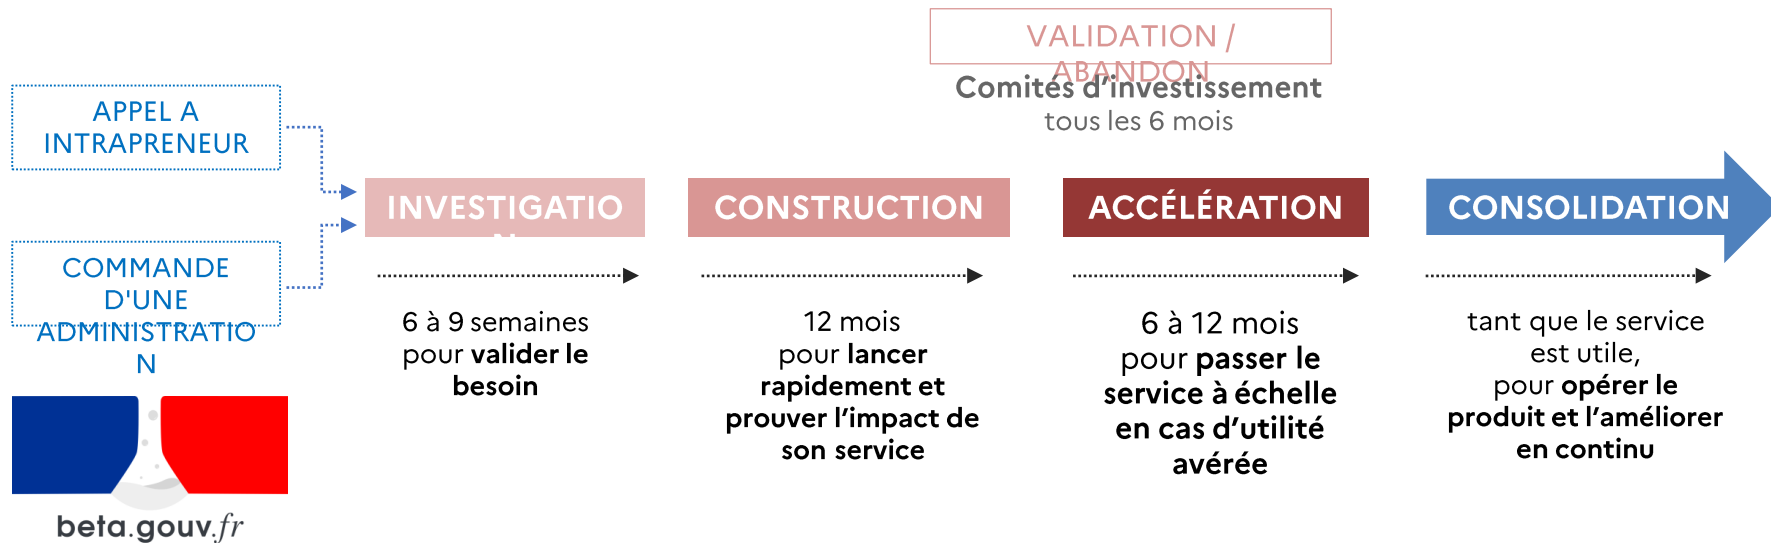 VALIDATION /
ABANDON
Comités d’investissement
tous les 6 mois
APPEL A
INTRAPRENEUR
COMMANDE
D'UNE
ADMINISTRATIO
N
INVESTIGATIO
N
CONSTRUCTION
ACCÉLÉRATION
CONSOLIDATION
6 à 9 semaines
pour valider le
besoin
12 mois
pour lancer
rapidement et
prouver l’impact de
son service
6 à 12 mois
pour passer le
service à échelle
en cas d’utilité
avérée
tant que le service
est utile,
pour opérer le
produit et l’améliorer
en continu
beta.gouv.fr